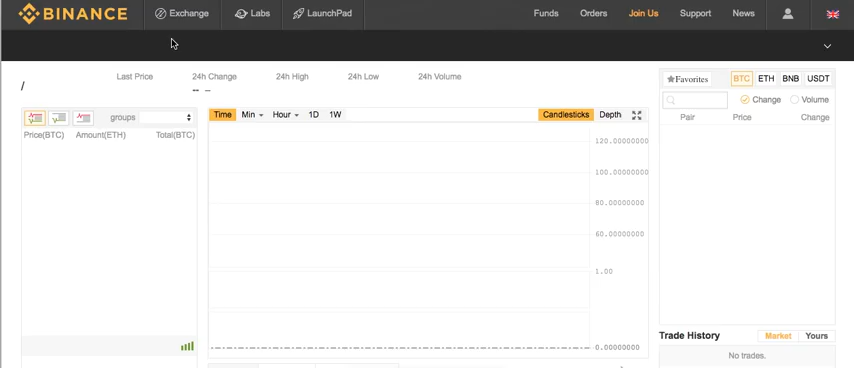 BINANCE Exchange Labs LaunchPad Funds Orders Join Us Support News
/ Last Price 24h Change 24h High 24h Low 24h Volume
-- --
groups
Price(BTC) Amount(ETH) Total(BTC)
Time Min Hour 1D 1W Candlesticks Depth
120.00000000
100.00000000
80.00000000
60.00000000
1.00
0.00000000
Favorites BTC ETH BNB USDT
Change Volume
Pair Price Change
Trade History Market Yours
No trades.